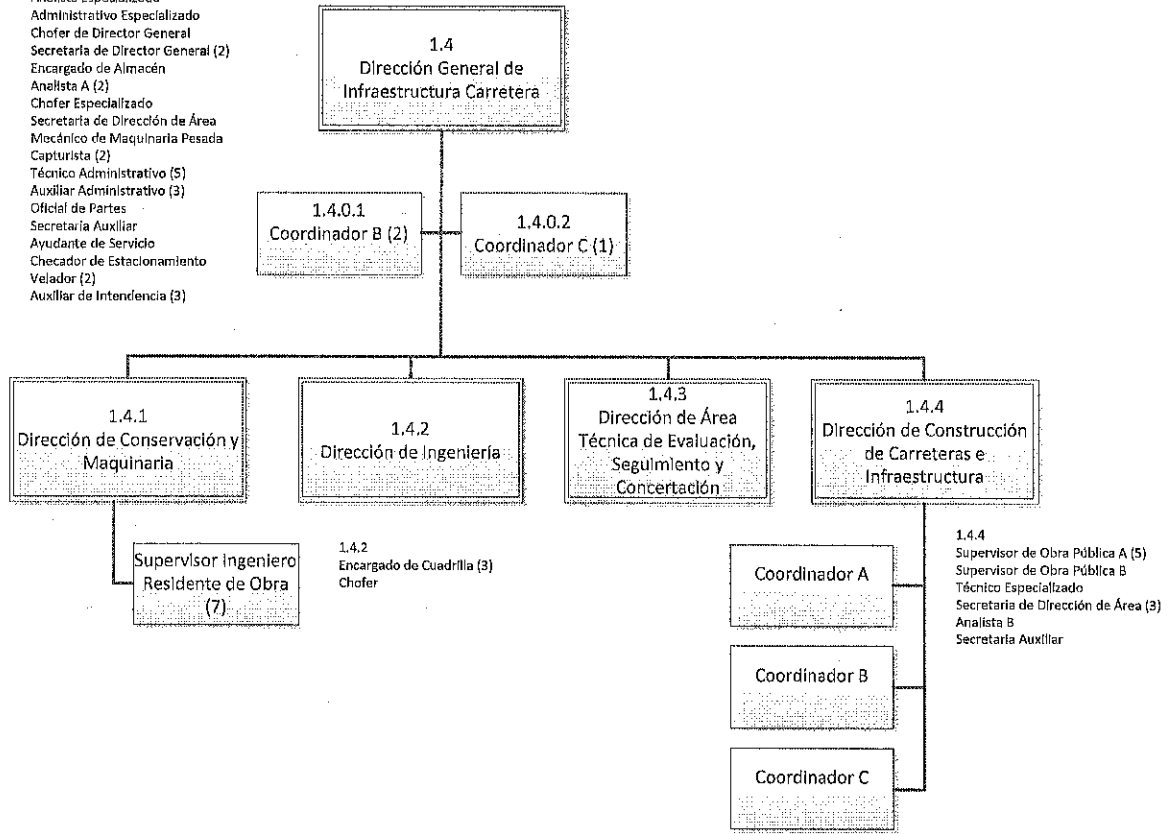 Administrativo Especializado
Chofer de Director General
Secretaria de Director General (2)
Encargado de Almacén
Analista A (2)
Chofer Especializado
Secretaria de Dirección de Área
Mecánico de Maquinaria Pesada
Capturista (2)
Técnico Administrativo (5)
Auxiliar Administrativo (3)
Oficial de Partes
Secretaria Auxiliar
Ayudante de Servicio
Checador de Estacionamiento
Velador (2)
Auxiliar de Intendencia (3)
1.4
Dirección General de
Infraestructura Carretera
1.4.0.1
Coordinador B (2)
1.4.0.2
Coordinador C (1)
1.4.1
Dirección de Conservación y
Maquinaria
1.4.2
Dirección de Ingeniería
1.4.3
Dirección de Área
Técnica de Evaluación,
Seguimiento y
Concertación
1.4.4
Dirección de Construcción
de Carreteras e
Infraestructura
Supervisor Ingeniero
Residente de Obra
(7)
1.4.2
Encargado de Cuadrilla (3)
Chofer
Coordinador A
Coordinador B
Coordinador C
1.4.4
Supervisor de Obra Pública A (5)
Supervisor de Obra Pública B
Técnico Especializado
Secretaria de Dirección de Área (3)
Analista B
Secretaria Auxiliar